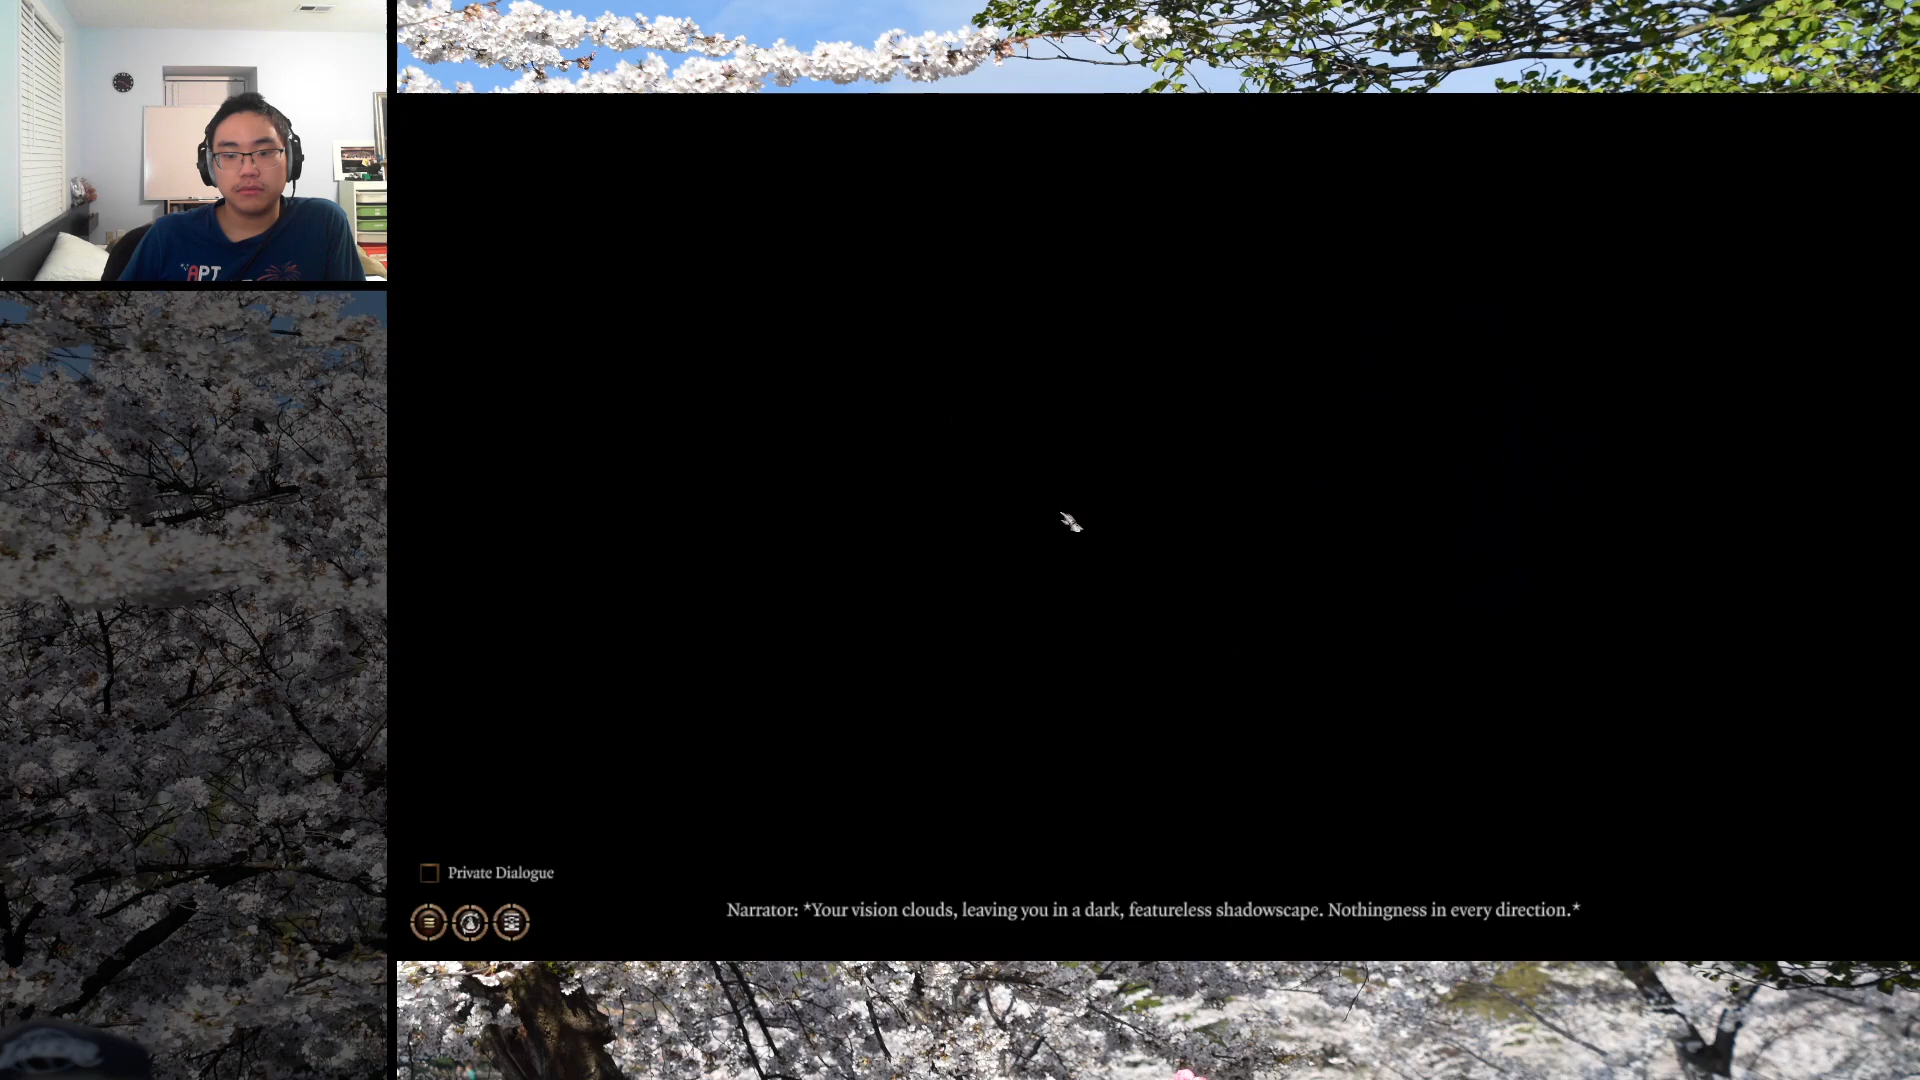 APT
Private Dialogue
Narrator: *Your vision clouds, leaving you in a dark, featureless shadowscape. Nothingness in every direction.*